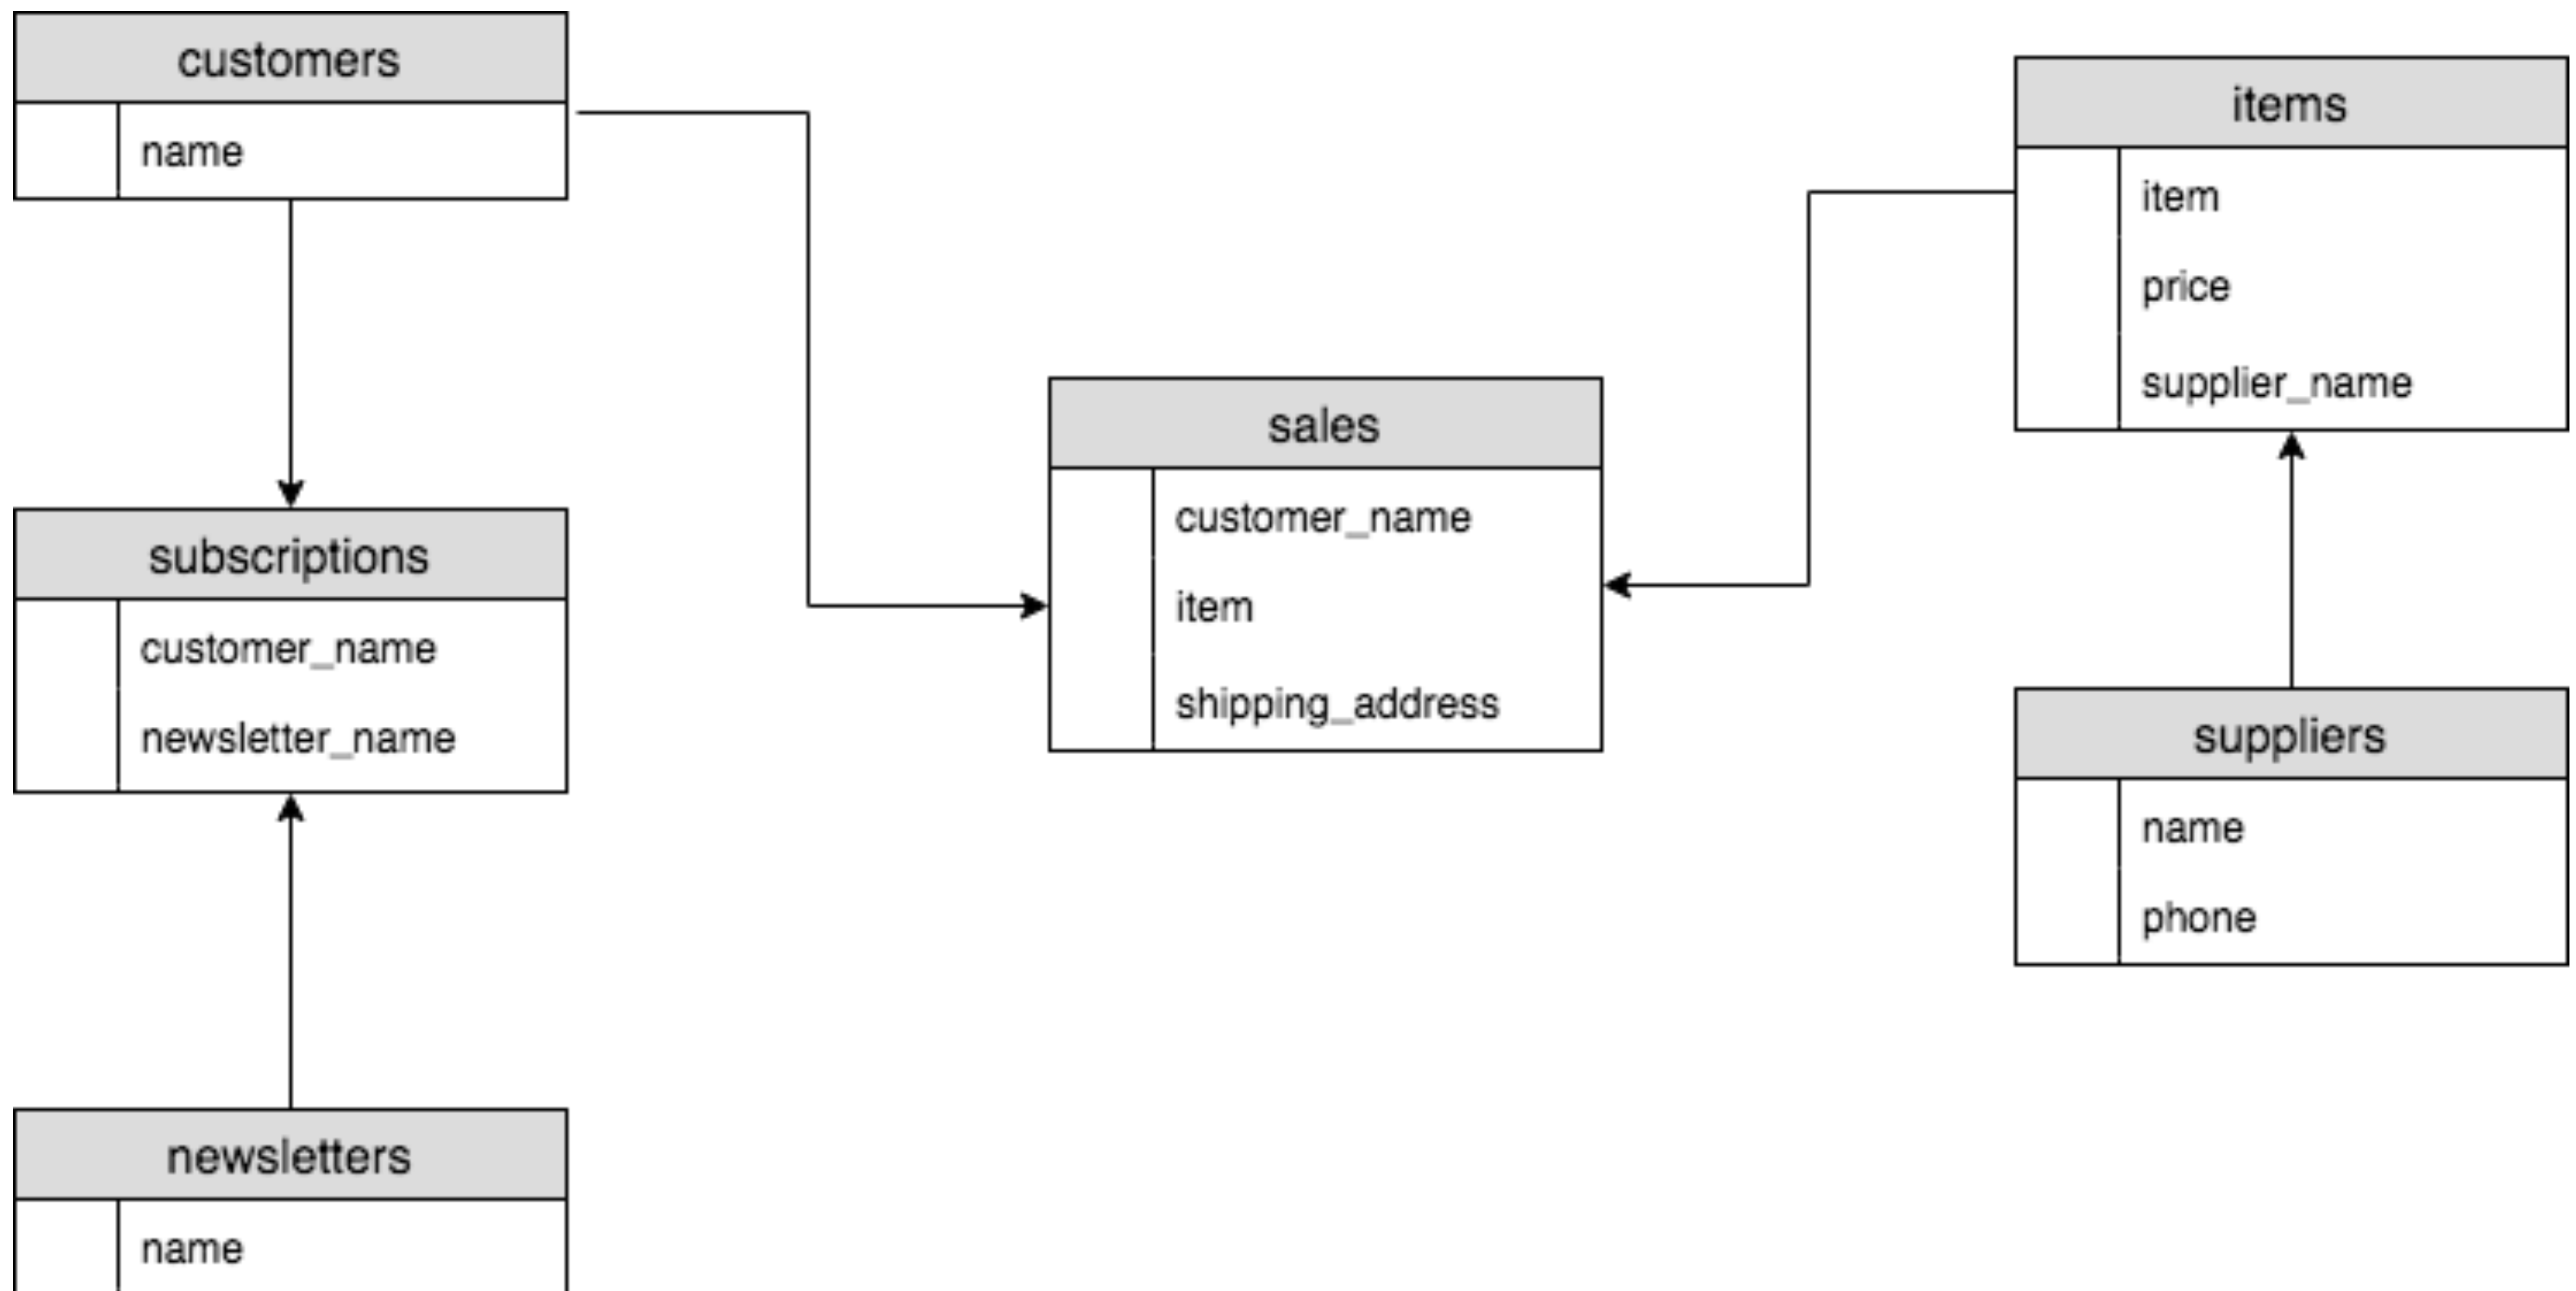 customers
name
subscriptions
customer_name
newsletter_name
newsletters
name
sales
customer_name
item
shipping_address
items
item
price
supplier_name
suppliers
name
phone